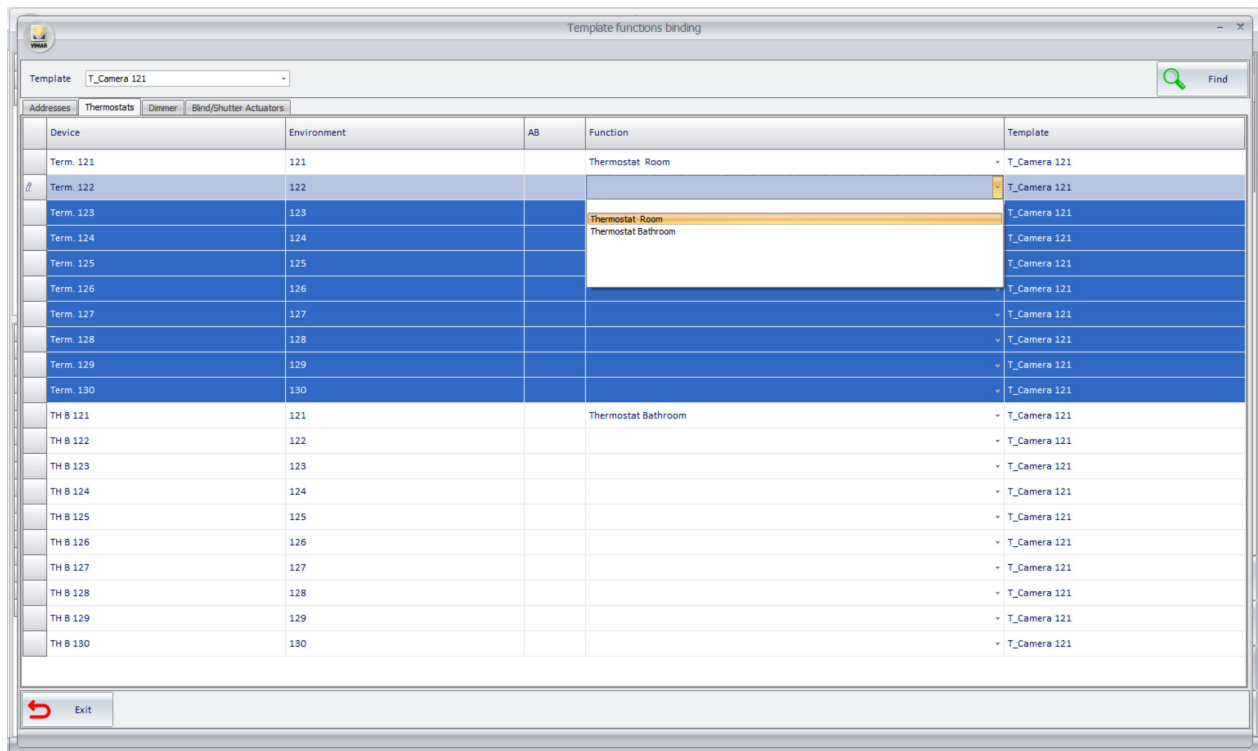 Template functions binding
VIMAR
Template T_Camera 121 Find
Addresses Thermostats Dimmer Blind/Shutter Actuators
Device Environment AB Function Template
Term. 121 121 Thermostat Room T_Camera 121
Term. 122 122 T_Camera 121
Term. 123 123 T_Camera 121
Thermostat Room
Term. 124 124 Thermostat Bathroom T_Camera 121
Term. 125 125 T_Camera 121
Term. 126 126 T_Camera 121
Term. 127 127 T_Camera 121
Term. 128 128 T_Camera 121
Term. 129 129 T_Camera 121
Term. 130 130 T_Camera 121
TH B 121 121 Thermostat Bathroom T_Camera 121
TH B 122 122 T_Camera 121
TH B 123 123 T_Camera 121
TH B 124 124 T_Camera 121
TH B 125 125 T_Camera 121
TH B 126 126 T_Camera 121
TH B 127 127 T_Camera 121
TH B 128 128 T_Camera 121
TH B 129 129 T_Camera 121
TH B 130 130 T_Camera 121
Exit